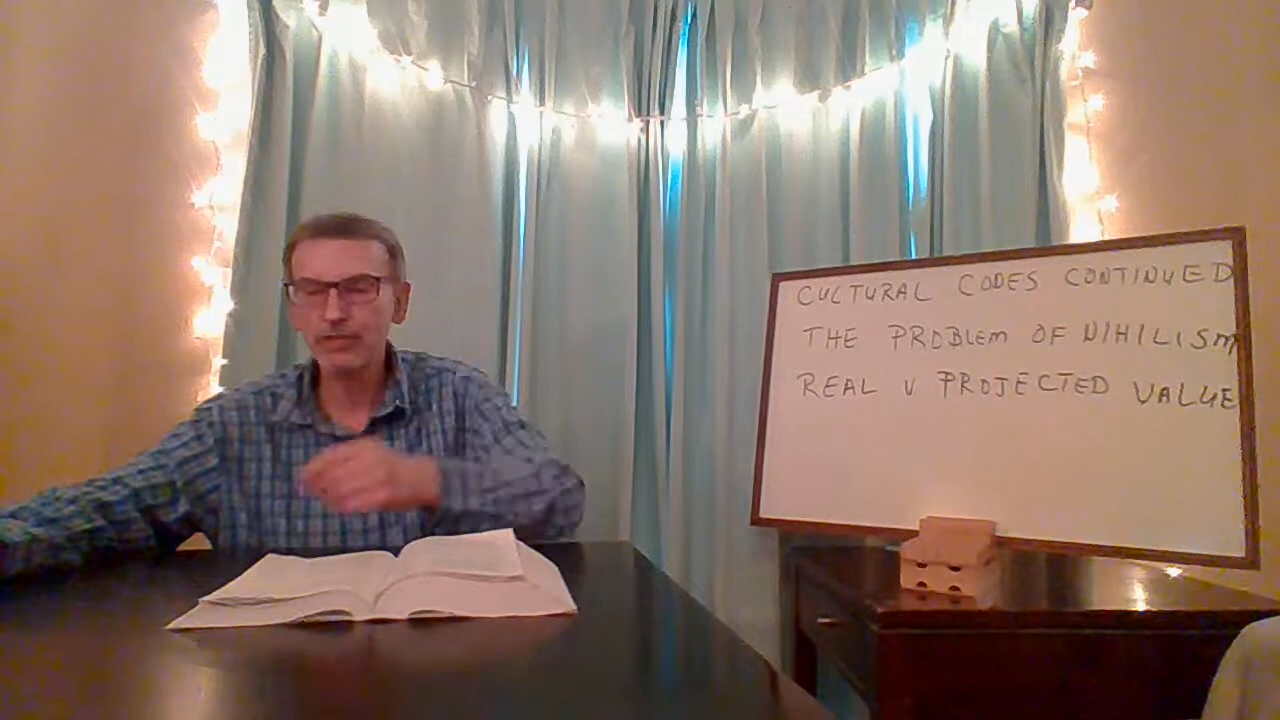 CULTURAL CODES CONTINUED
THE PROBLEM OF NIHILISM
REAL V PROJECTED VALUE